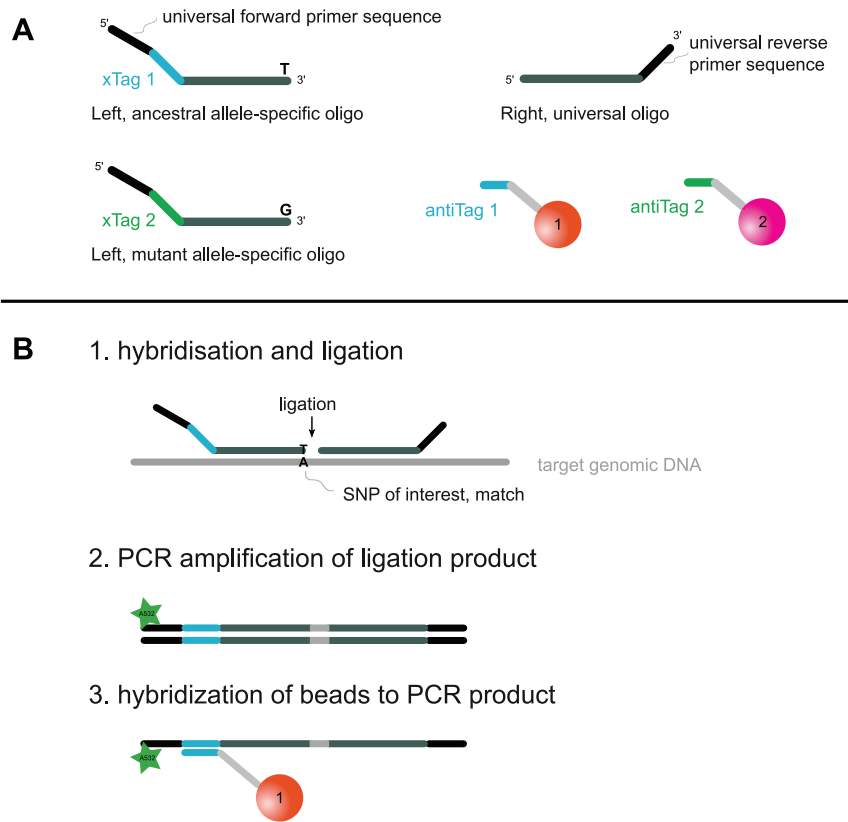 A
5'
universal forward primer sequence
xTag 1
T
3'
Left, ancestral allele-specific oligo
3'
universal reverse
primer sequence
5'
Right, universal oligo
5'
xTag 2
G
3'
Left, mutant allele-specific oligo
antiTag 1
1
antiTag 2
2
B
1. hybridisation and ligation
ligation
T
A
target genomic DNA
SNP of interest, match
2. PCR amplification of ligation product
A532
3. hybridization of beads to PCR product
A532
1